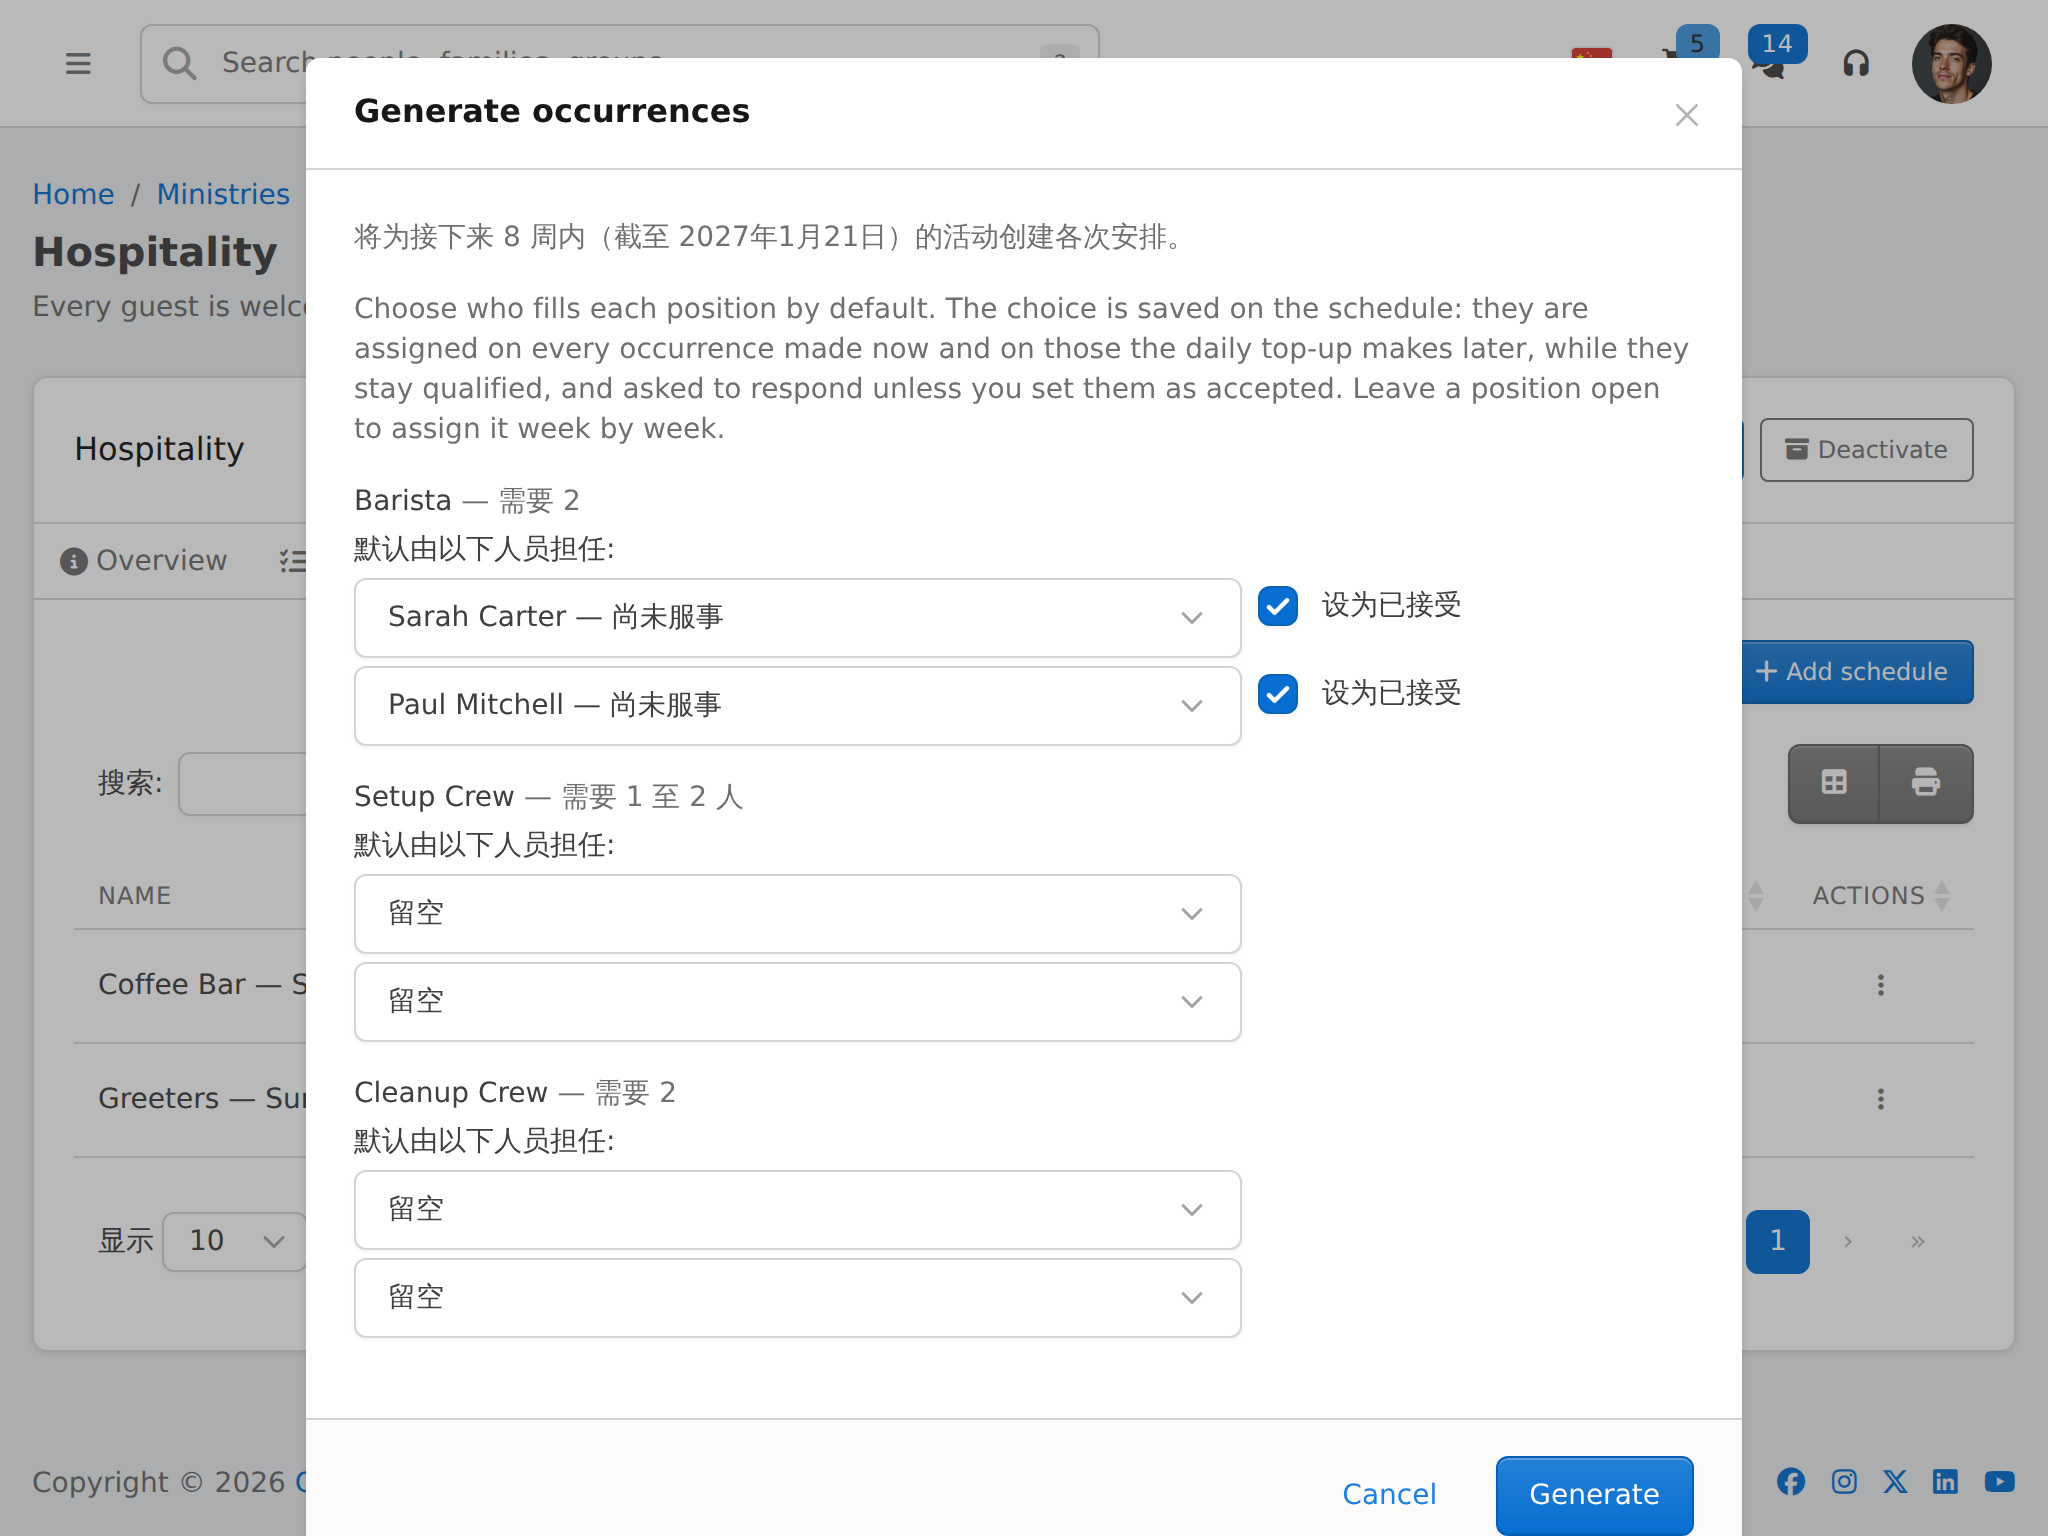 5
14
Generate occurrences
Home / Ministries
Hospitality
Every guest is
将为接下来 8 周内（截至 2027年1月21日）的活动创建各次安排。
Choose who fills each position by default. The choice is saved on the schedule: they are
assigned on every occurrence made now and on those the daily top-up makes later, while they
stay qualified, and asked to respond unless you set them as accepted. Leave a position open
to assign it week by week.
Hospitality
Deactivate
Overview
Barista — 需要 2
默认由以下人员担任:
Sarah Carter — 尚未服事
设为已接受
Paul Mitchell — 尚未服事
设为已接受
Add schedule
搜索:
Setup Crew — 需要 1 至 2 人
默认由以下人员担任:
留空
留空
NAME
ACTIONS
Coffee Bar —
Greeters —
Cleanup Crew — 需要 2
默认由以下人员担任:
留空
留空
显示 10
1 › »
Cancel
Generate
Copyright © 2026